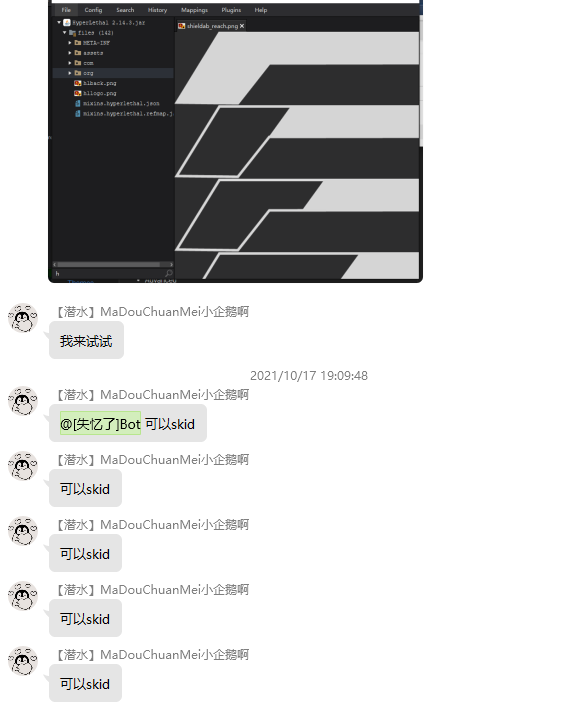 File Config Search History Mappings Plugins Help
HyperLethal 2.14.3.jar
files (142)
META-INF
assets
com
org
hlback.png
hllogo.png
mixins.hyperlethal.json
mixins.hyperlethal.refmap.j
shieldab_reach.png
h
Advanced
【潜水】MaDouChuanMei小企鹅啊
我来试试
2021/10/17 19:09:48
【潜水】MaDouChuanMei小企鹅啊
@[失忆了]Bot 可以skid
【潜水】MaDouChuanMei小企鹅啊
可以skid
【潜水】MaDouChuanMei小企鹅啊
可以skid
【潜水】MaDouChuanMei小企鹅啊
可以skid
【潜水】MaDouChuanMei小企鹅啊
可以skid